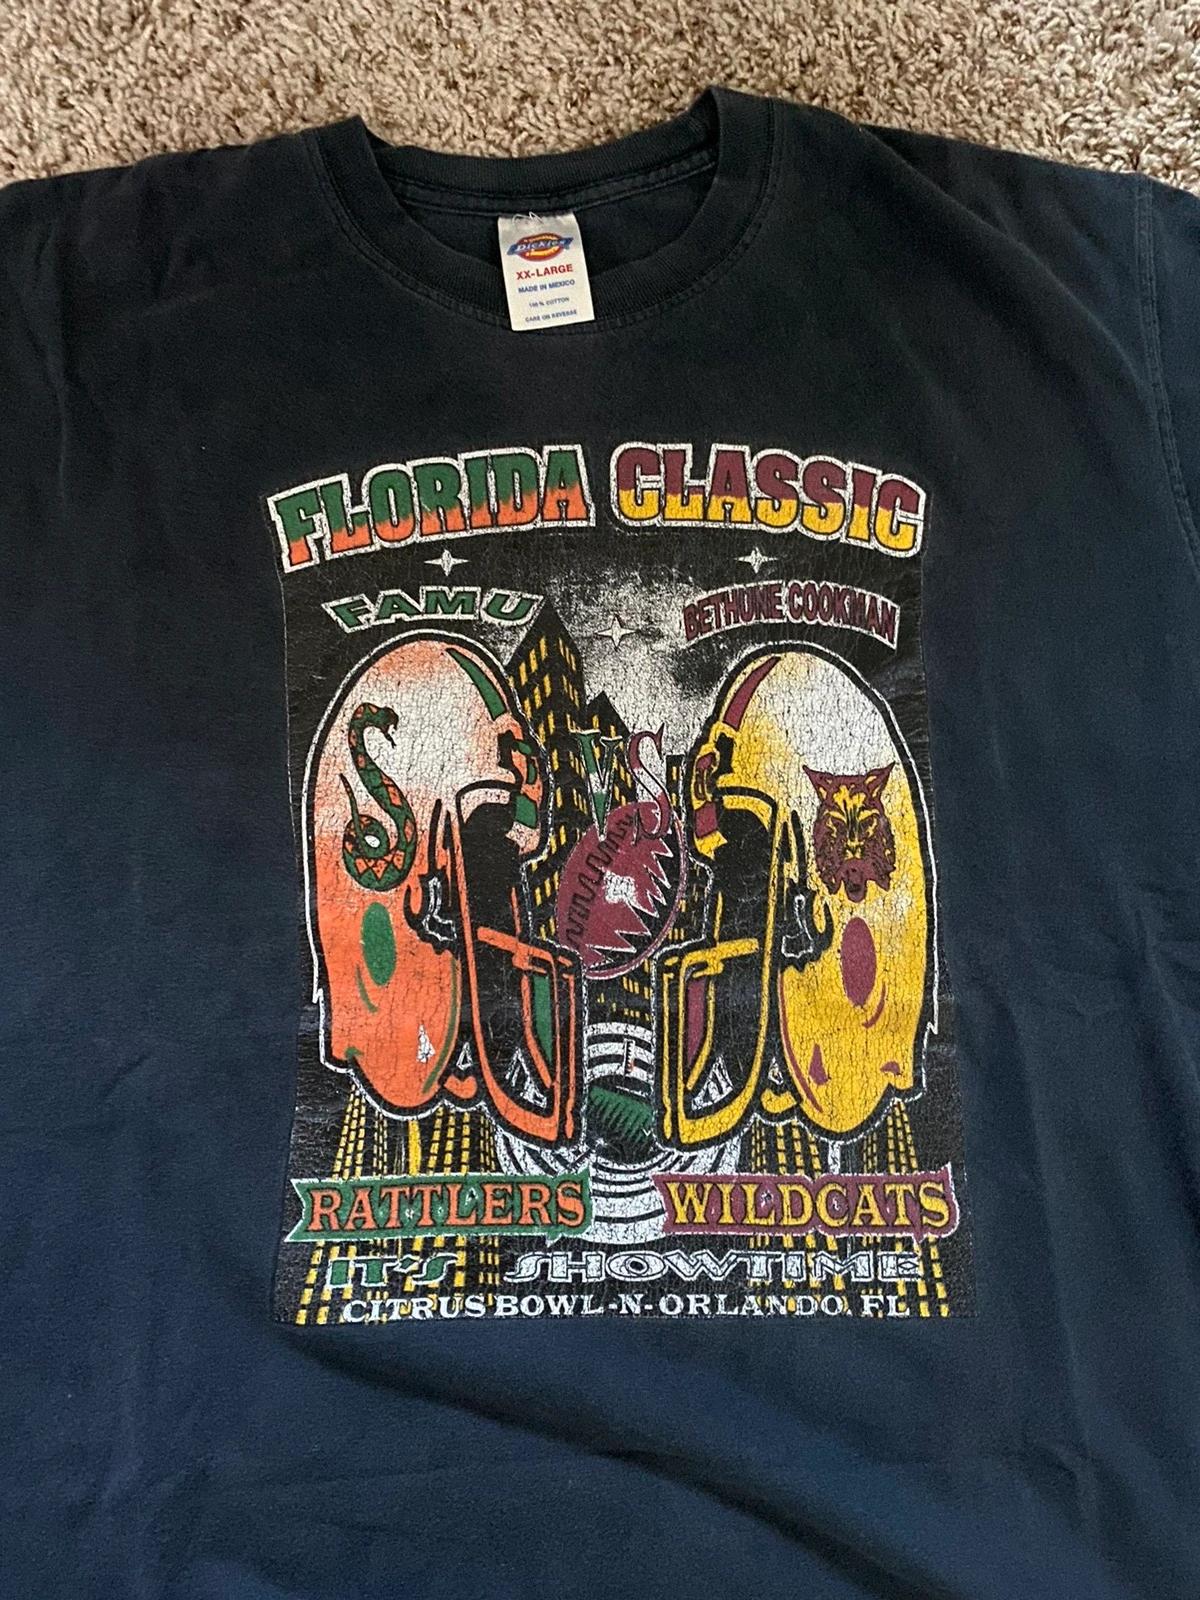 Dickies
XX-LARGE
MADE IN MEXICO
100% COTTON
CARE ON REVERSE
FLORIDA CLASSIC
FAMU
BETHUNE COOKMAN
VS
RATTLERS
WILDCATS
IT'S SHOWTIME
CITRUS BOWL-N-ORLANDO, FL